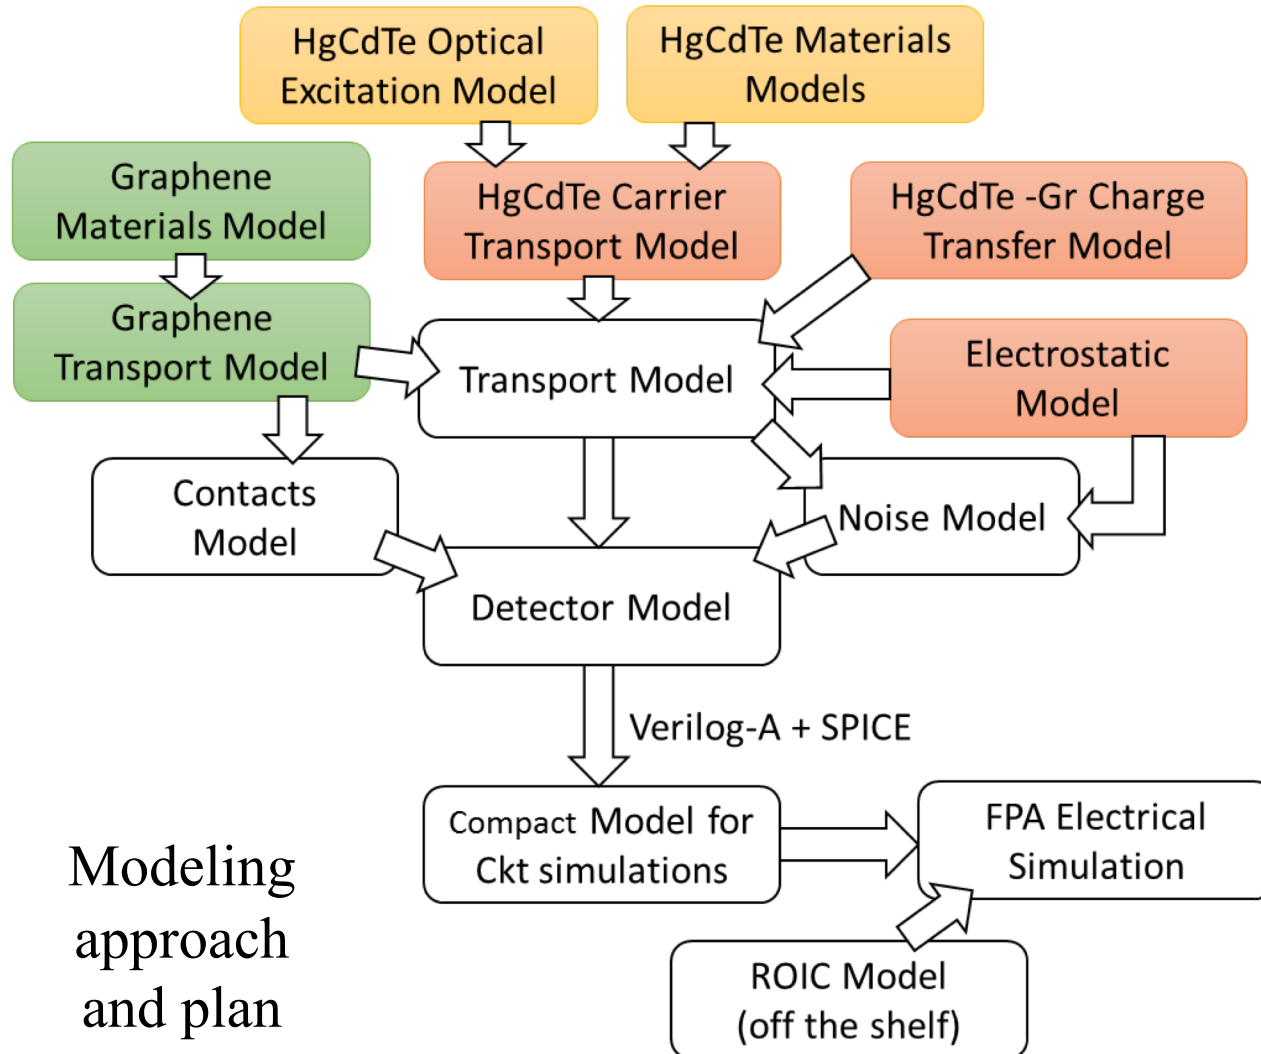 HgCdTe Optical
Excitation Model
HgCdTe Materials
Models
Graphene
Materials Model
HgCdTe Carrier
Transport Model
HgCdTe -Gr Charge
Transfer Model
Graphene
Transport Model
Transport Model
Electrostatic
Model
Contacts
Model
Noise Model
Detector Model
Verilog-A + SPICE
Compact Model for
Ckt simulations
FPA Electrical
Simulation
ROIC Model
(off the shelf)
Modeling
approach
and plan